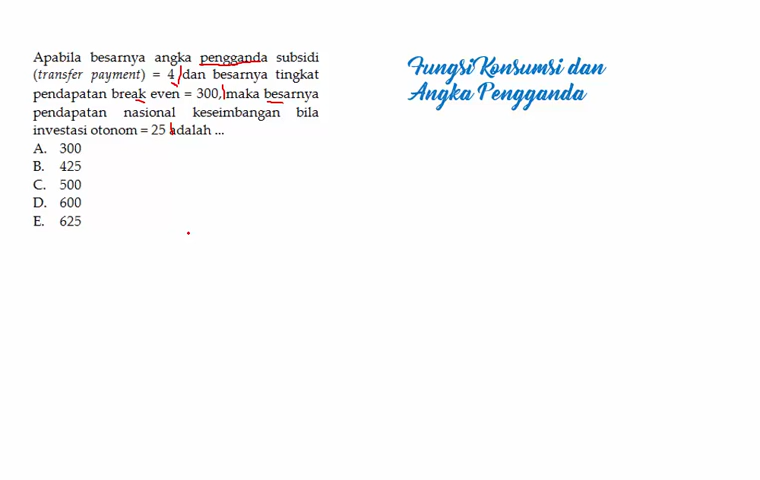 Apabila besarnya angka pengganda subsidi
(transfer payment) = 4 dan besarnya tingkat
pendapatan break even = 300, maka besarnya
pendapatan nasional keseimbangan bila
investasi otonom = 25 adalah ...
A. 300
B. 425
C. 500
D. 600
E. 625
Fungsi Konsumsi dan
Angka Pengganda